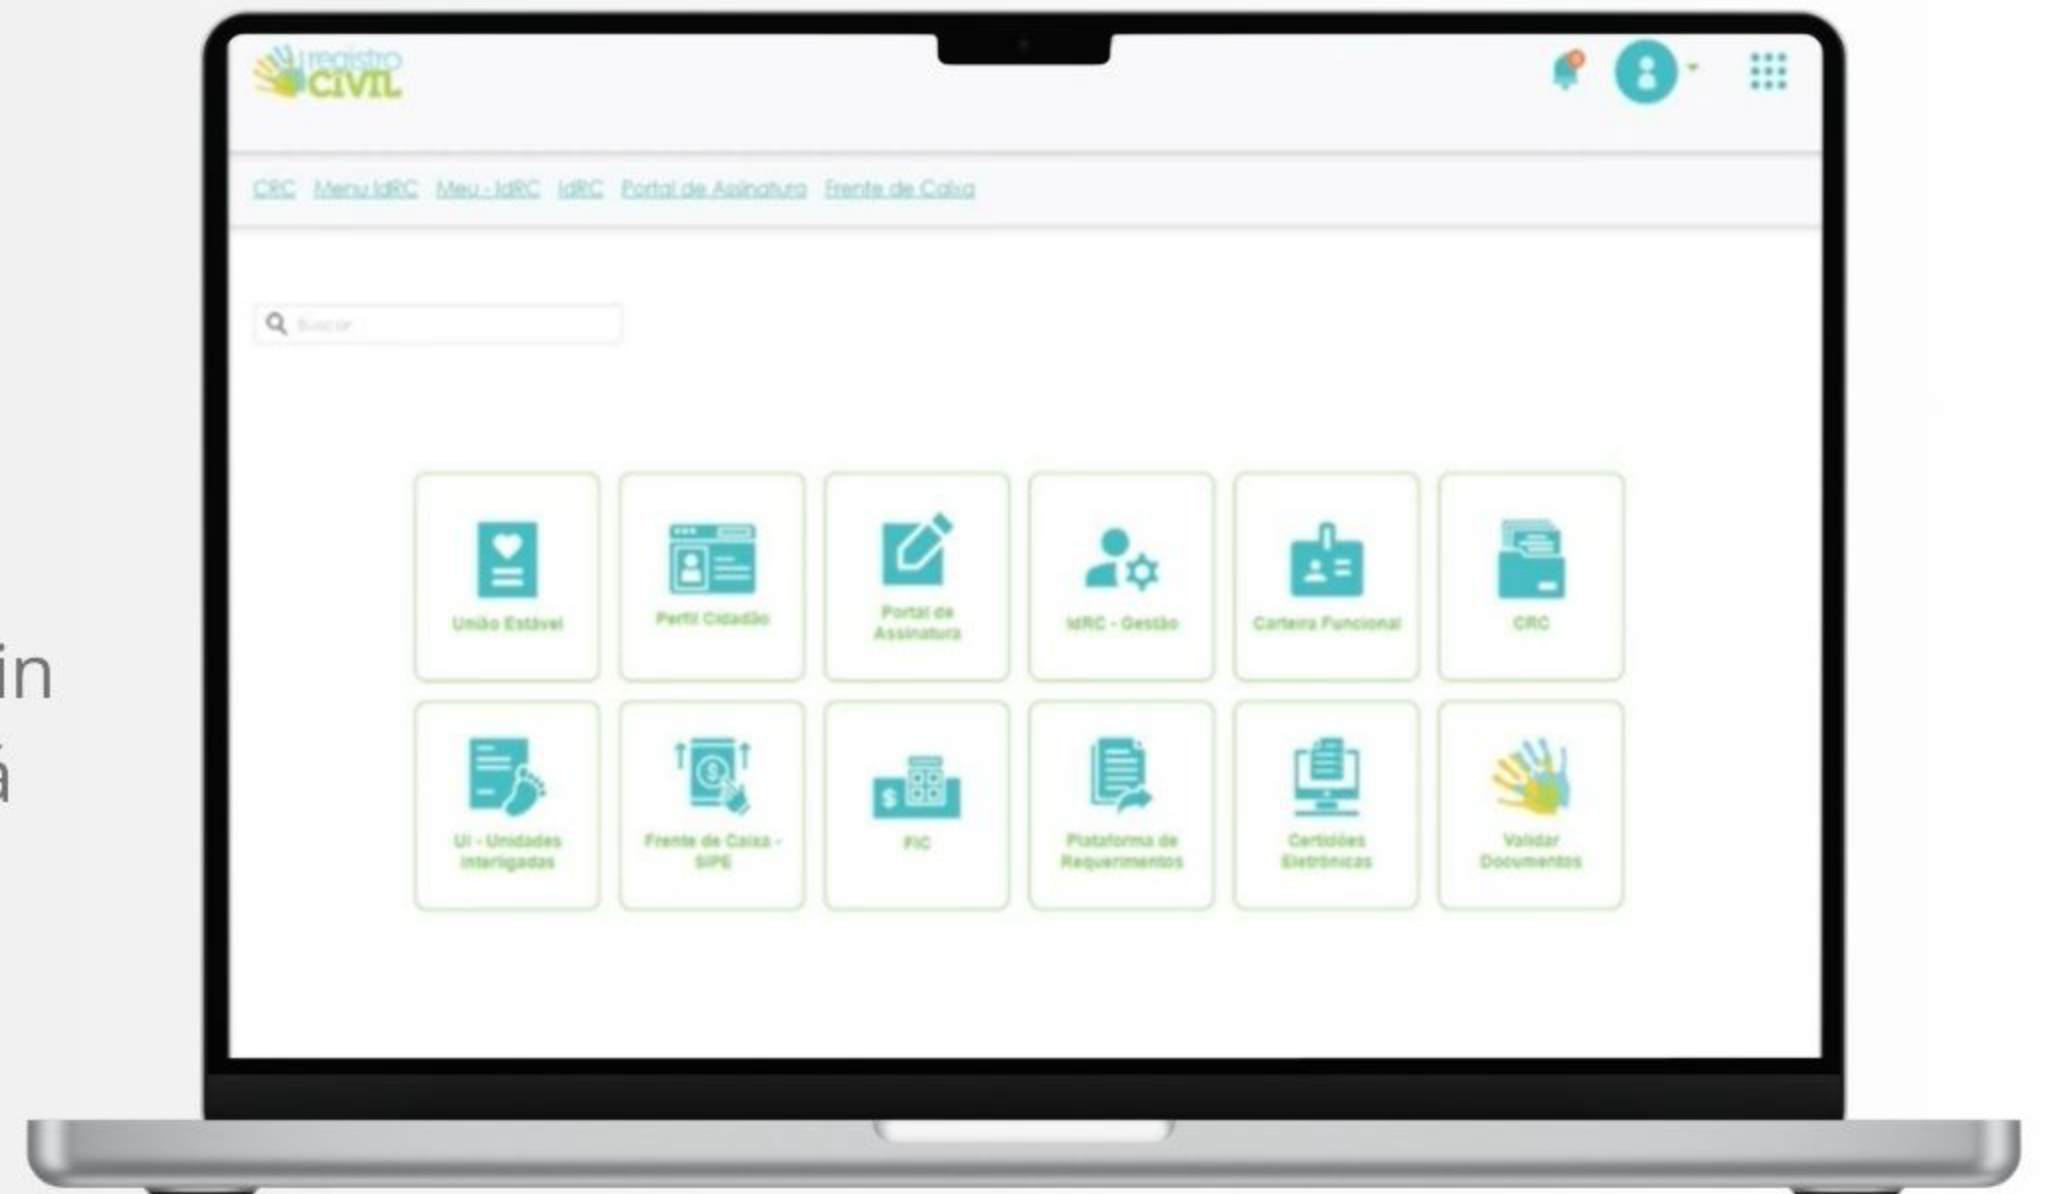 registro
CIVIL
CRC Menu IdRC Meu - IdRC IdRC Portal de Assinatura Frente de Caixa
Buscar
União Estável
Perfil Cidadão
Portal de
Assinatura
IdRC - Gestão
Carteira Funcional
CRC
in
á
UI - Unidades
Interligadas
Frente de Caixa -
SIPE
FIC
Plataforma de
Requerimentos
Certidões
Eletrônicas
Validar
Documentos